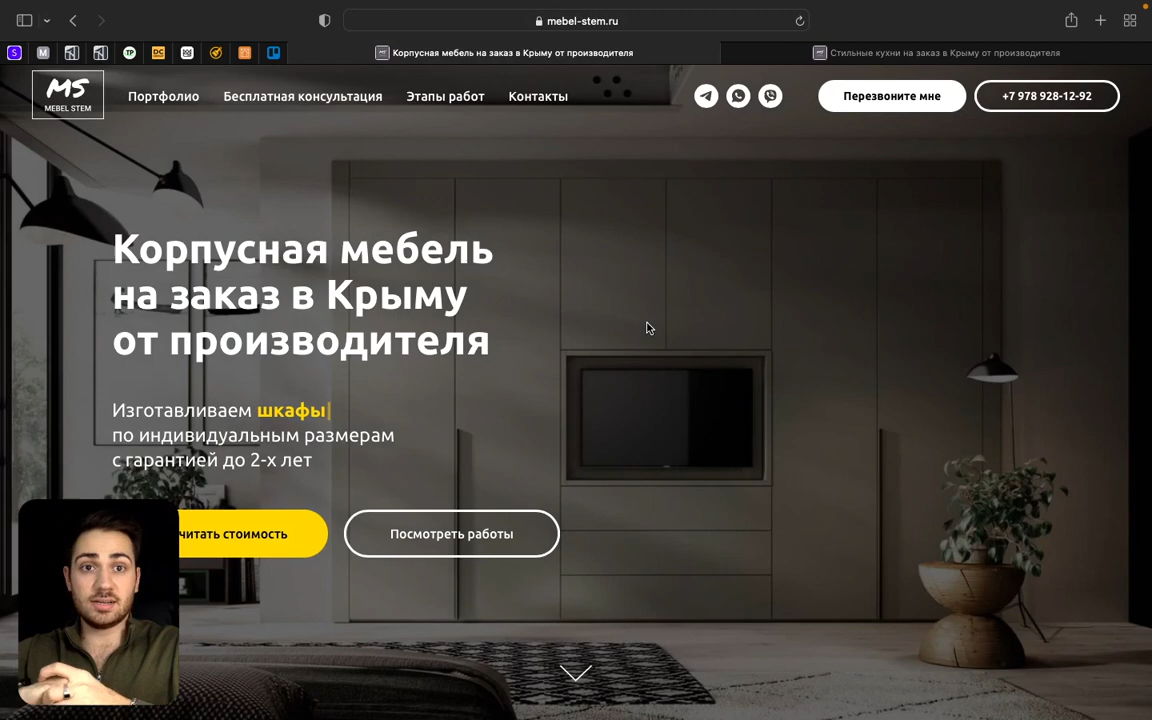 mebel-stem.ru
Корпусная мебель на заказ в Крыму от производителя
Стильные кухни на заказ в Крыму от производителя
MS
MEBEL STEM
Портфолио
Бесплатная консультация
Этапы работ
Контакты
Перезвоните мне
+7 978 928-12-92
Корпусная мебель
на заказ в Крыму
от производителя
Изготавливаем шкафы|
по индивидуальным размерам
с гарантией до 2-х лет
читать стоимость
Посмотреть работы